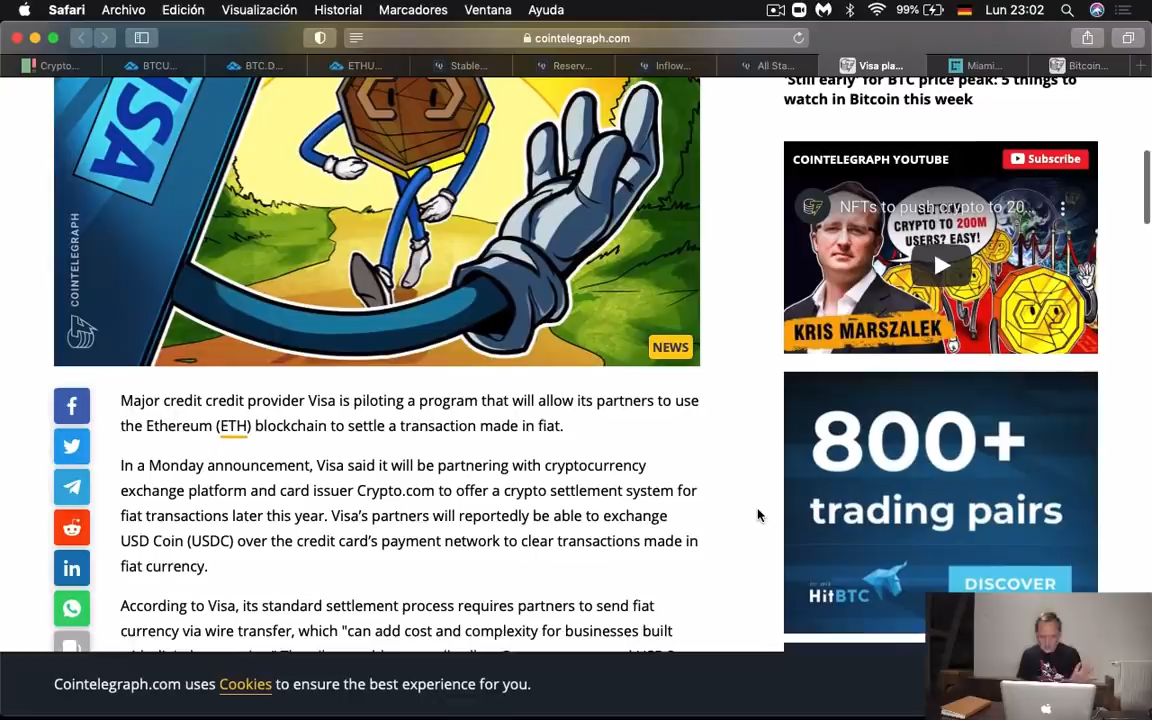 Safari Archivo Edición Visualización Historial Marcadores Ventana Ayuda 99% Lun 23:02
cointelegraph.com
Crypto... BTCU... BTC.D... ETHU... Stable... Reserv... Inflow... All Sta... Visa pla... Miami... Bitcoin...
'Still early' for BTC price peak: 5 things to
watch in Bitcoin this week
VISA
COINTELEGRAPH
NEWS
COINTELEGRAPH YOUTUBE Subscribe
NFTs to push crypto to 20...
CRYPTO TO 200M
USERS? EASY!
KRIS MARSZALEK
Major credit credit provider Visa is piloting a program that will allow its partners to use
the Ethereum (ETH) blockchain to settle a transaction made in fiat.
In a Monday announcement, Visa said it will be partnering with cryptocurrency
exchange platform and card issuer Crypto.com to offer a crypto settlement system for
fiat transactions later this year. Visa's partners will reportedly be able to exchange
USD Coin (USDC) over the credit card's payment network to clear transactions made in
fiat currency.
According to Visa, its standard settlement process requires partners to send fiat
currency via wire transfer, which "can add cost and complexity for businesses built
800+
trading pairs
HitBTC
DISCOVER
Cointelegraph.com uses Cookies to ensure the best experience for you.